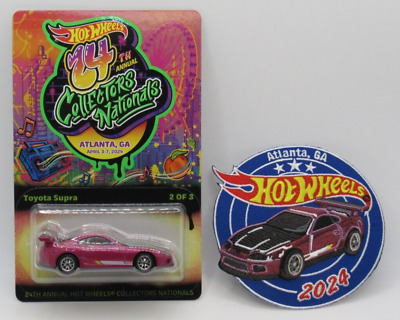 HOT WHEELS
24TH
ANNUAL
Collectors
Nationals
ATLANTA, GA
APRIL 3-7, 2024
Toyota Supra 2 OF 3
24TH ANNUAL HOT WHEELS COLLECTORS NATIONALS
Atlanta, GA
HOT WHEELS
2024